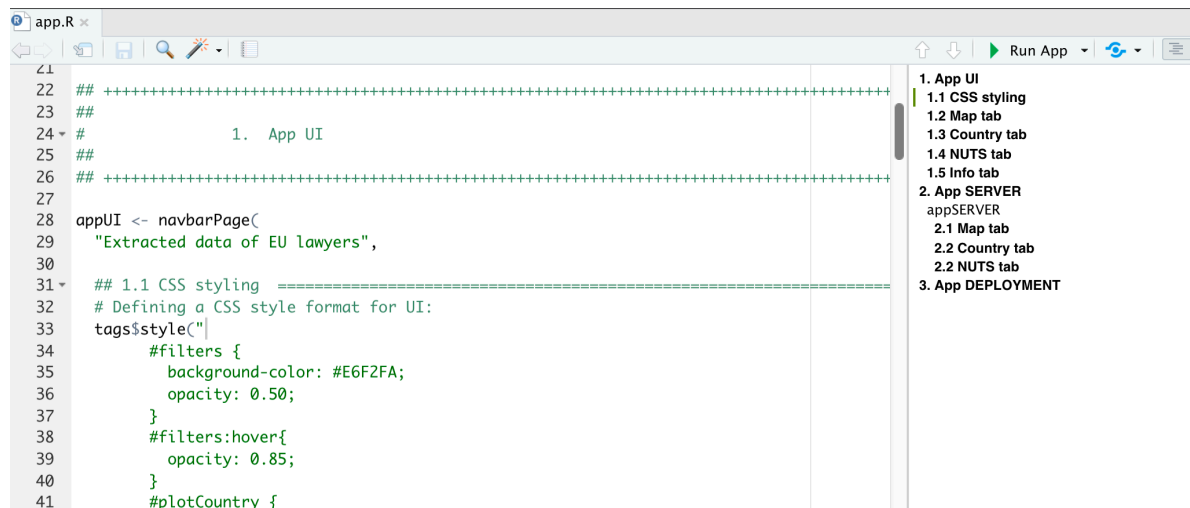 app.R
Run App
21
22 ## ++++++++++++++++++++++++++++++++++++++++++++++++++++++++++++++++++++++++++++++++++++++
23 ##
24 # 1. App UI
25 ##
26 ## ++++++++++++++++++++++++++++++++++++++++++++++++++++++++++++++++++++++++++++++++++++++
27
28 appUI <- navbarPage(
29 "Extracted data of EU lawyers",
30
31 ## 1.1 CSS styling ===================================================================
32 # Defining a CSS style format for UI:
33 tags$style("
34 #filters {
35 background-color: #E6F2FA;
36 opacity: 0.50;
37 }
38 #filters:hover{
39 opacity: 0.85;
40 }
41 #plotCountry {
1. App UI
1.1 CSS styling
1.2 Map tab
1.3 Country tab
1.4 NUTS tab
1.5 Info tab
2. App SERVER
appSERVER
2.1 Map tab
2.2 Country tab
2.2 NUTS tab
3. App DEPLOYMENT